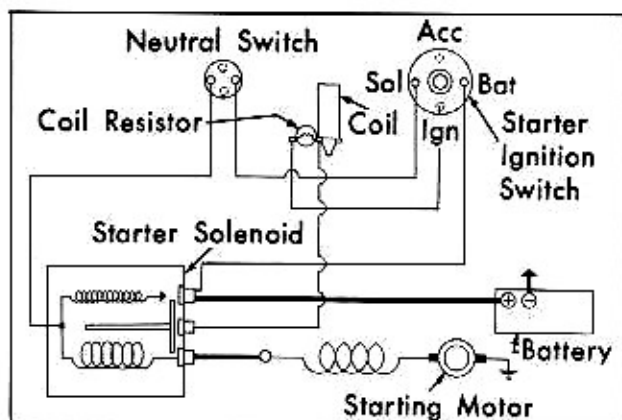 Neutral Switch
Acc
Sol
Bat
Coil Resistor
Coil
Ign
Starter
Ignition
Switch
Starter Solenoid
+
−
Battery
Starting Motor